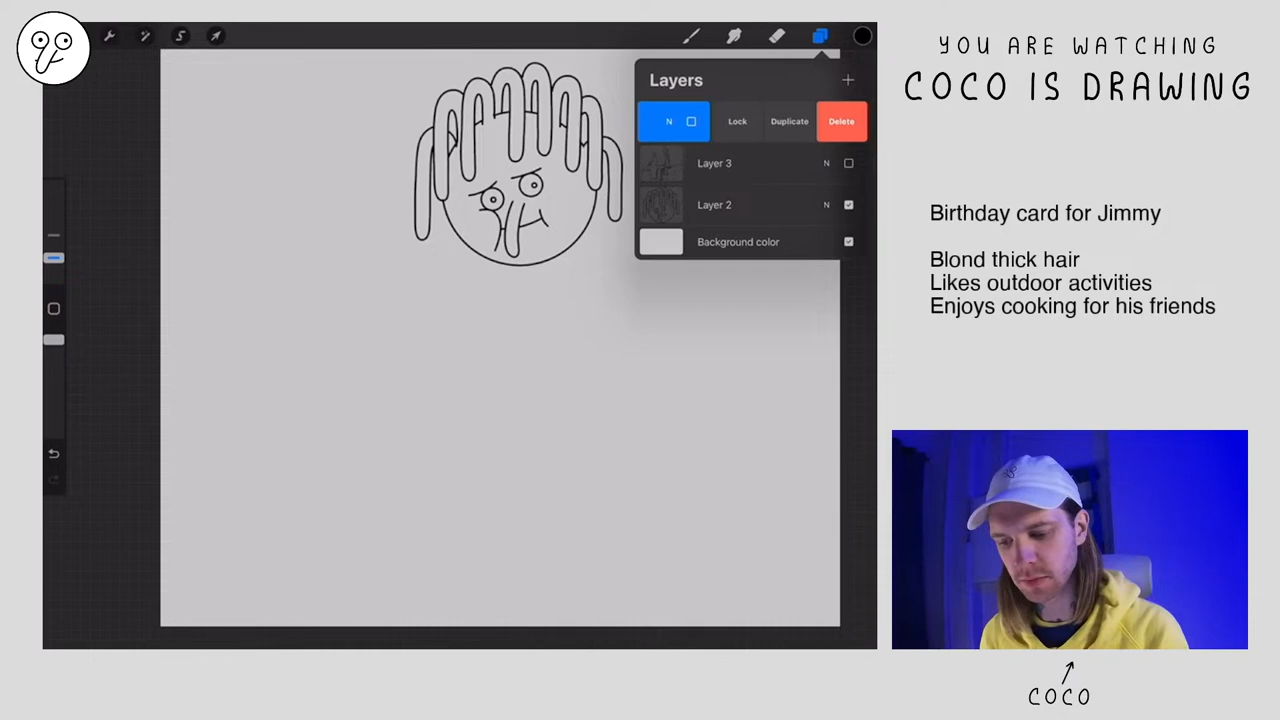 YOU ARE WATCHING
COCO IS DRAWING
Layers
N Lock Duplicate Delete
Layer 3 N
Layer 2 N
Background color
Birthday card for Jimmy
Blond thick hair
Likes outdoor activities
Enjoys cooking for his friends
COCO